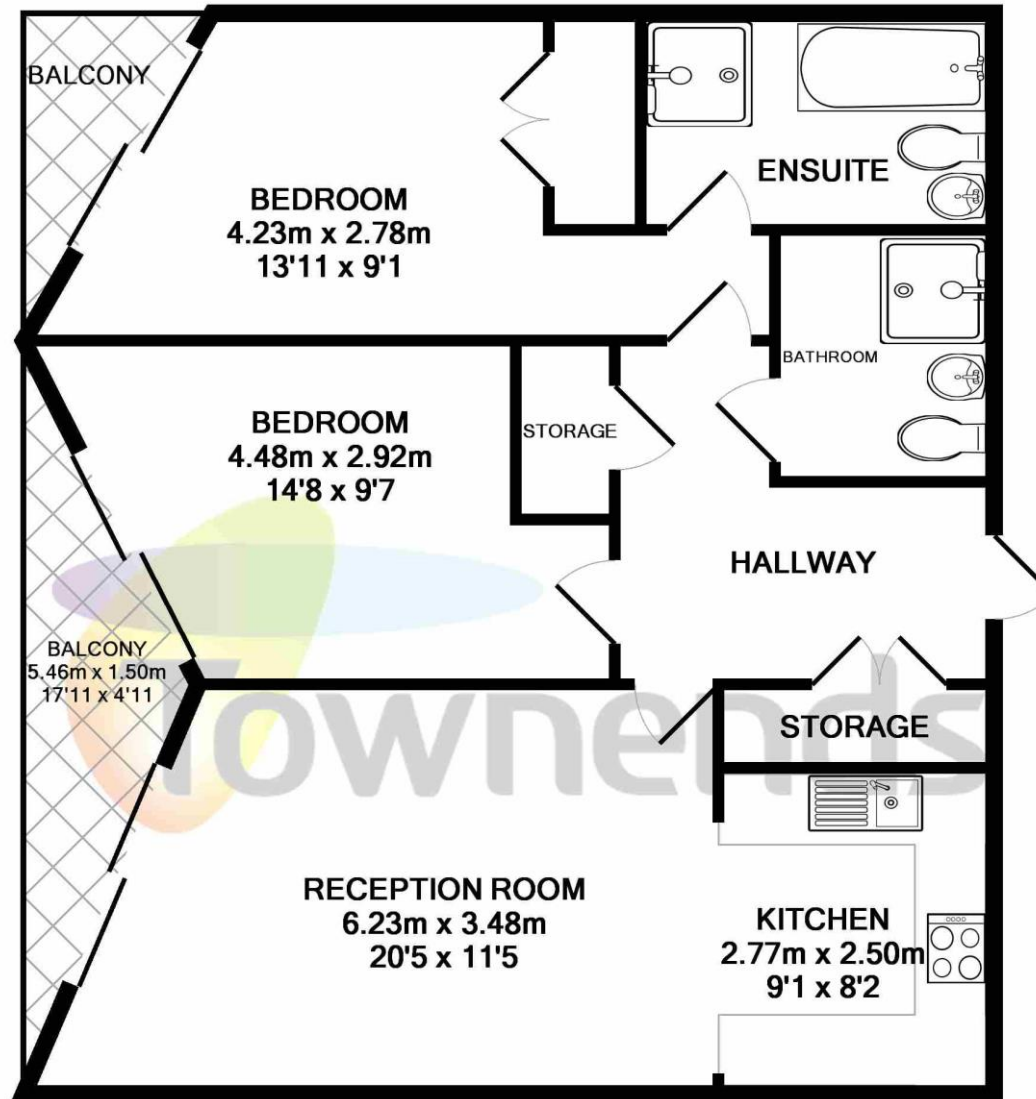 BALCONY
BEDROOM
4.23m x 2.78m
13'11 x 9'1
ENSUITE
BATHROOM
BEDROOM
4.48m x 2.92m
14'8 x 9'7
STORAGE
HALLWAY
BALCONY
5.46m x 1.50m
17'11 x 4'11
STORAGE
Townends
RECEPTION ROOM
6.23m x 3.48m
20'5 x 11'5
KITCHEN
2.77m x 2.50m
9'1 x 8'2